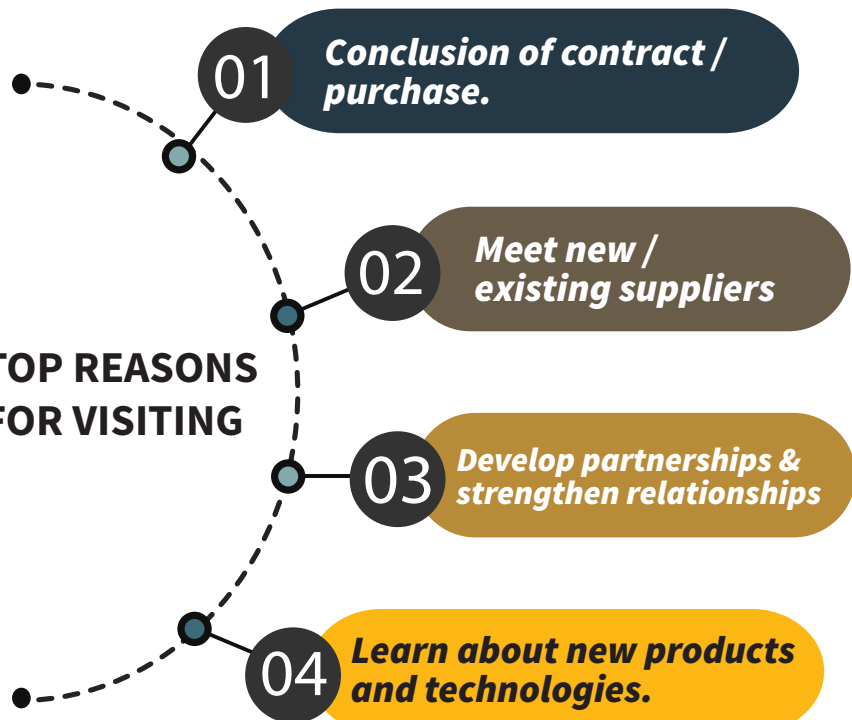 01
Conclusion of contract /
purchase.
02
Meet new /
existing suppliers
TOP REASONS
FOR VISITING
03
Develop partnerships &
strengthen relationships
04
Learn about new products
and technologies.